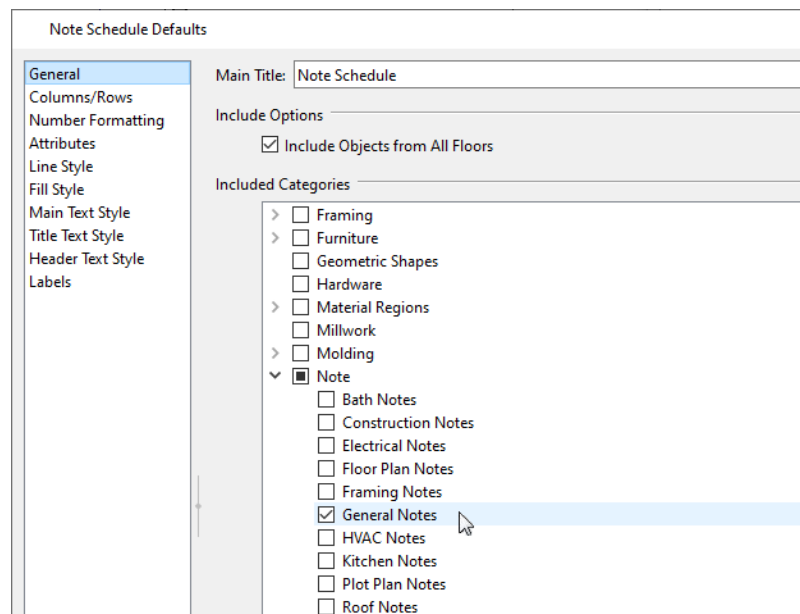 Note Schedule Defaults
General
Columns/Rows
Number Formatting
Attributes
Line Style
Fill Style
Main Text Style
Title Text Style
Header Text Style
Labels
Main Title: Note Schedule
Include Options
Include Objects from All Floors
Included Categories
Framing
Furniture
Geometric Shapes
Hardware
Material Regions
Millwork
Molding
Note
Bath Notes
Construction Notes
Electrical Notes
Floor Plan Notes
Framing Notes
General Notes
HVAC Notes
Kitchen Notes
Plot Plan Notes
Roof Notes